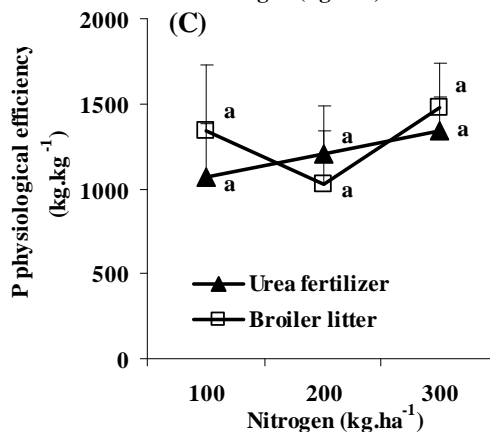 (C)
P physiological efficiency
(kg.kg⁻¹)
2000
1500
1000
500
0
a
a
a
a
a
a
Urea fertilizer
Broiler litter
100
200
300
Nitrogen (kg.ha⁻¹)